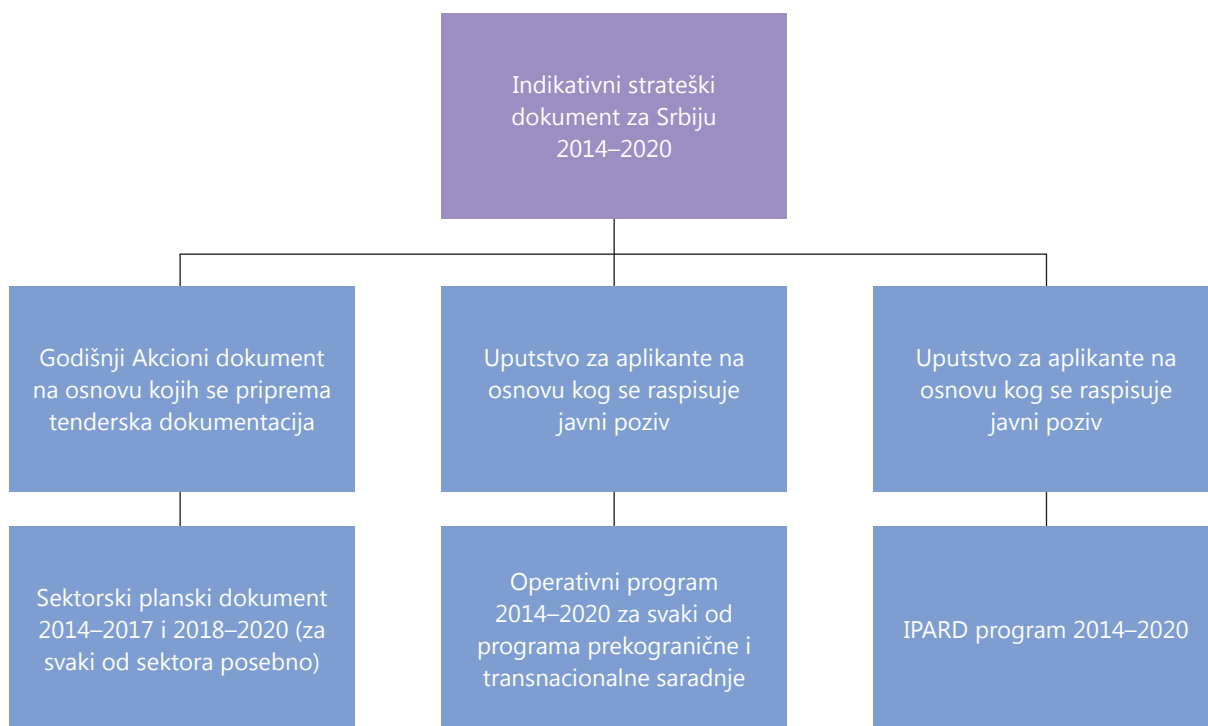 Indikativni strateški
dokument za Srbiju
2014–2020
Godišnji Akcioni dokument
na osnovu kojih se priprema
tenderska dokumentacija
Uputstvo za aplikante na
osnovu kog se raspisuje
javni poziv
Uputstvo za aplikante na
osnovu kog se raspisuje
javni poziv
Sektorski planski dokument
2014–2017 i 2018–2020 (za
svaki od sektora posebno)
Operativni program
2014–2020 za svaki od
programa prekogranične i
transnacionalne saradnje
IPARD program 2014–2020